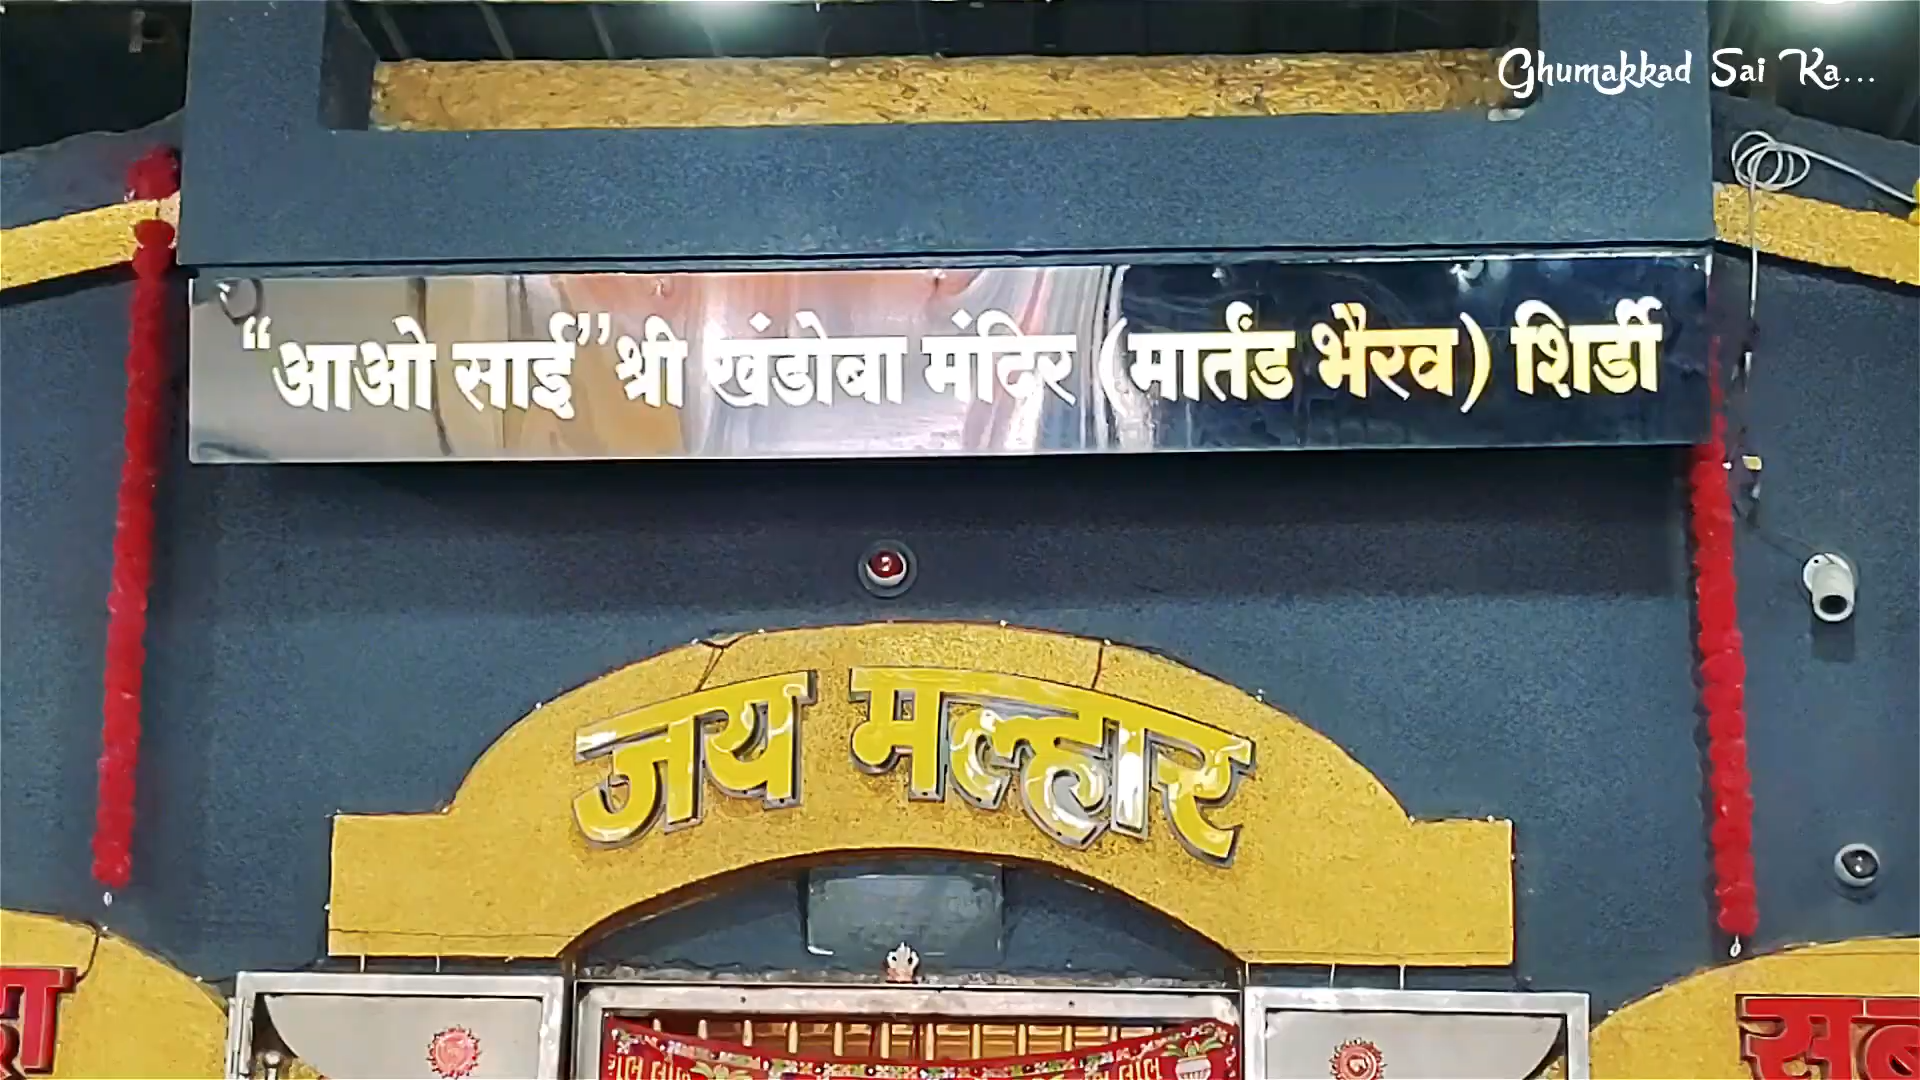 Ghumakkad Sai Ka...
“आओ साई” श्री खंडोबा मंदिर (मार्तंड भैरव) शिर्डी
जय मल्हार